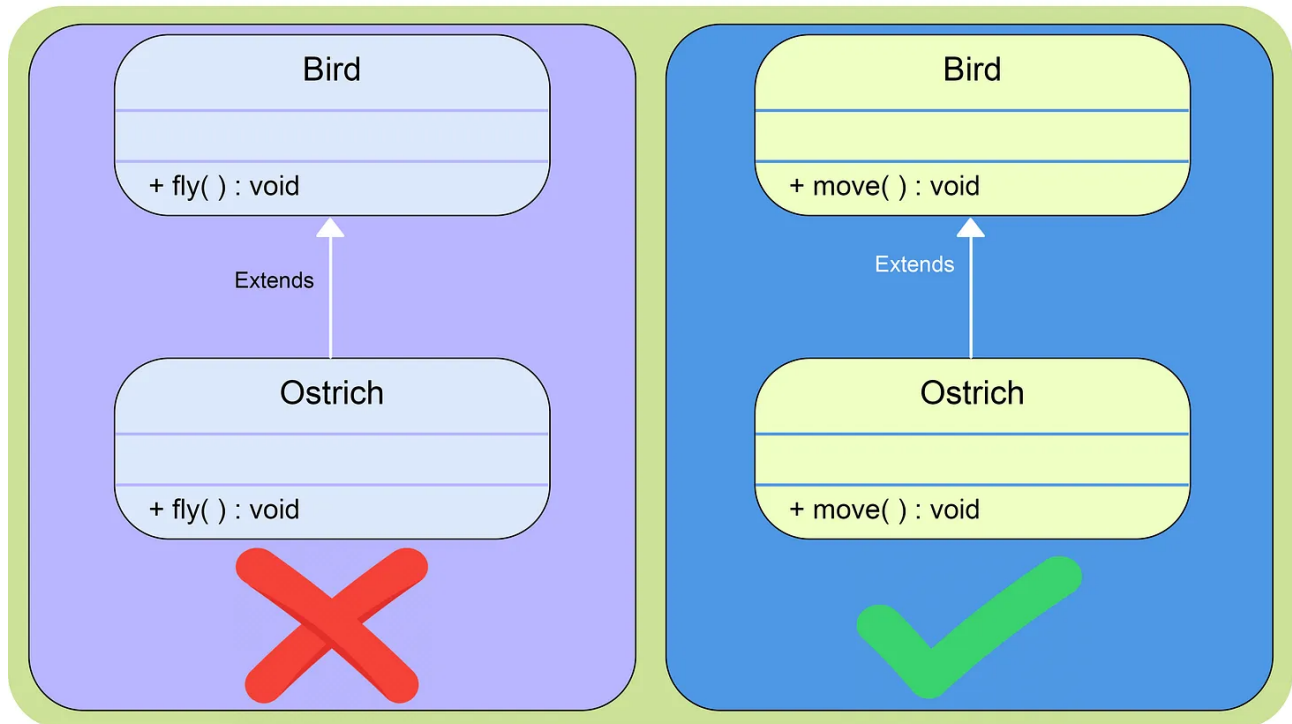 Bird
+ fly( ) : void
Extends
Ostrich
+ fly( ) : void
Bird
+ move( ) : void
Extends
Ostrich
+ move( ) : void